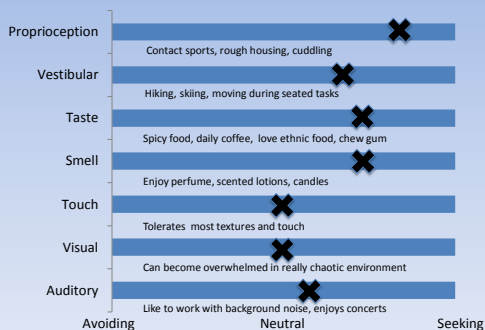 Proprioception
Contact sports, rough housing, cuddling
Vestibular
Hiking, skiing, moving during seated tasks
Taste
Spicy food, daily coffee, love ethnic food, chew gum
Smell
Enjoy perfume, scented lotions, candles
Touch
Tolerates most textures and touch
Visual
Can become overwhelmed in really chaotic environment
Auditory
Like to work with background noise, enjoys concerts
Avoiding Neutral Seeking